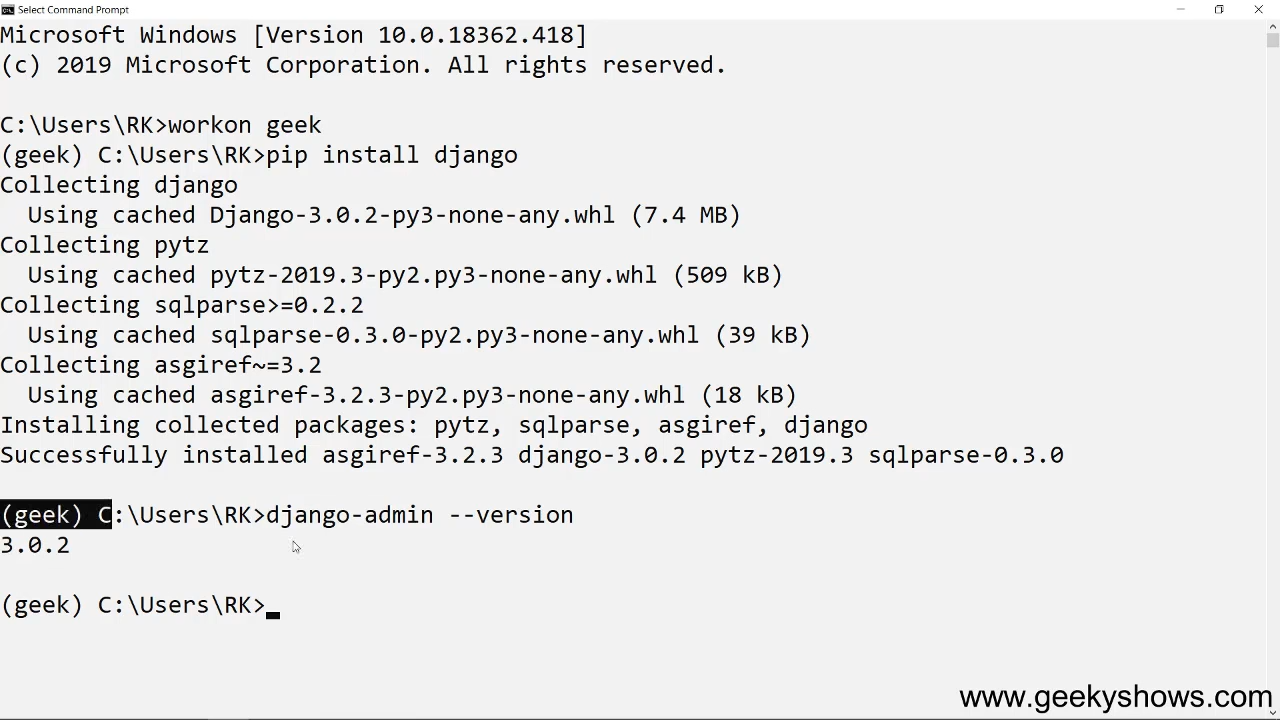 Select Command Prompt
Microsoft Windows [Version 10.0.18362.418]
(c) 2019 Microsoft Corporation. All rights reserved.
C:\Users\RK>workon geek
(geek) C:\Users\RK>pip install django
Collecting django
  Using cached Django-3.0.2-py3-none-any.whl (7.4 MB)
Collecting pytz
  Using cached pytz-2019.3-py2.py3-none-any.whl (509 kB)
Collecting sqlparse>=0.2.2
  Using cached sqlparse-0.3.0-py2.py3-none-any.whl (39 kB)
Collecting asgiref~=3.2
  Using cached asgiref-3.2.3-py2.py3-none-any.whl (18 kB)
Installing collected packages: pytz, sqlparse, asgiref, django
Successfully installed asgiref-3.2.3 django-3.0.2 pytz-2019.3 sqlparse-0.3.0
(geek) C:\Users\RK>django-admin --version
3.0.2
(geek) C:\Users\RK>
www.geekyshows.com